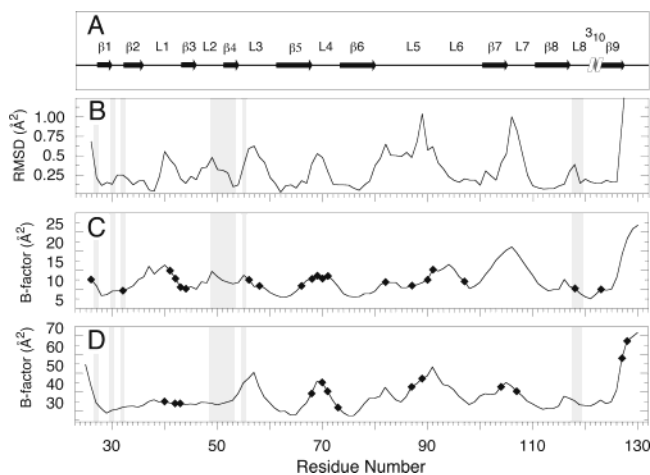 A
β1 β2 L1 β3 L2 β4 L3 β5 L4 β6 L5 L6 β7 L7 β8 L8 3₁₀ β9
B
RMSD (Å²)
1.00
0.75
0.5
0.25
C
B-factor (Å²)
25
20
15
10
5
D
B-factor (Å²)
70
60
50
40
30
30 50 70 90 110 130
Residue Number